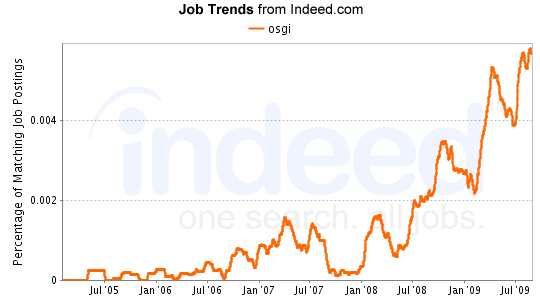 Job Trends from Indeed.com
osgi
Percentage of Matching Job Postings
0.004
0.002
0
indeed
one search. all jobs.
Jul'05 Jan'06 Jul'06 Jan'07 Jul'07 Jan'08 Jul'08 Jan'09 Jul'09